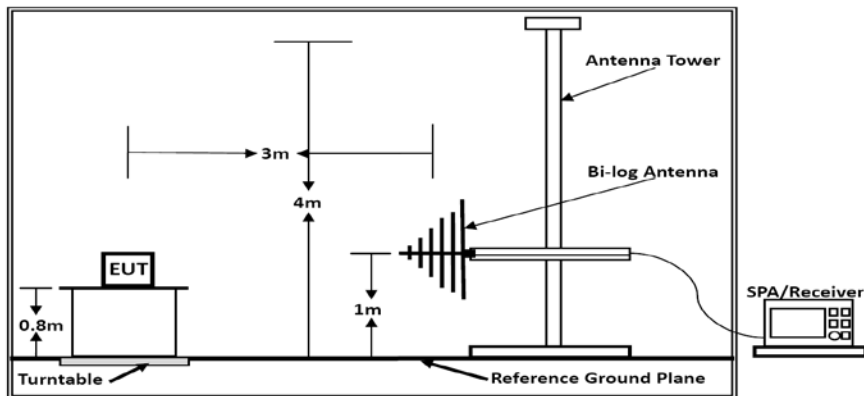 Antenna Tower
3m
Bi-log Antenna
4m
EUT
SPA/Receiver
0.8m
1m
Turntable
Reference Ground Plane